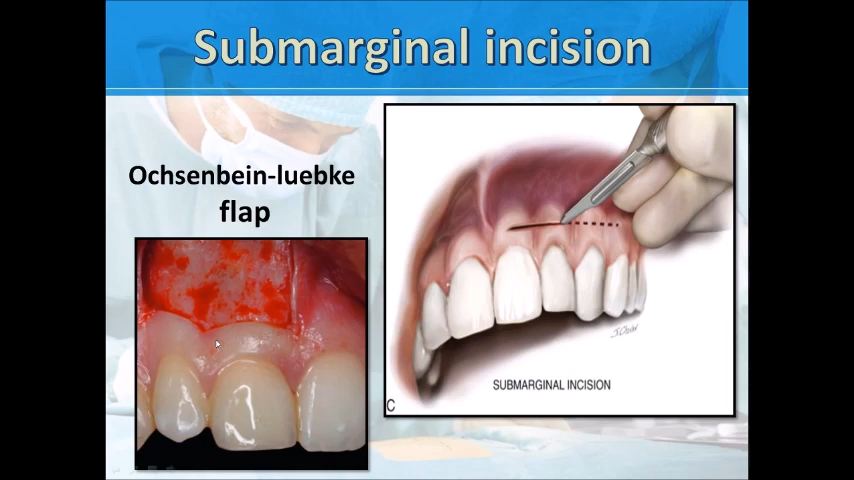 Submarginal incision
Ochsenbein-luebke
flap
SUBMARGINAL INCISION
C